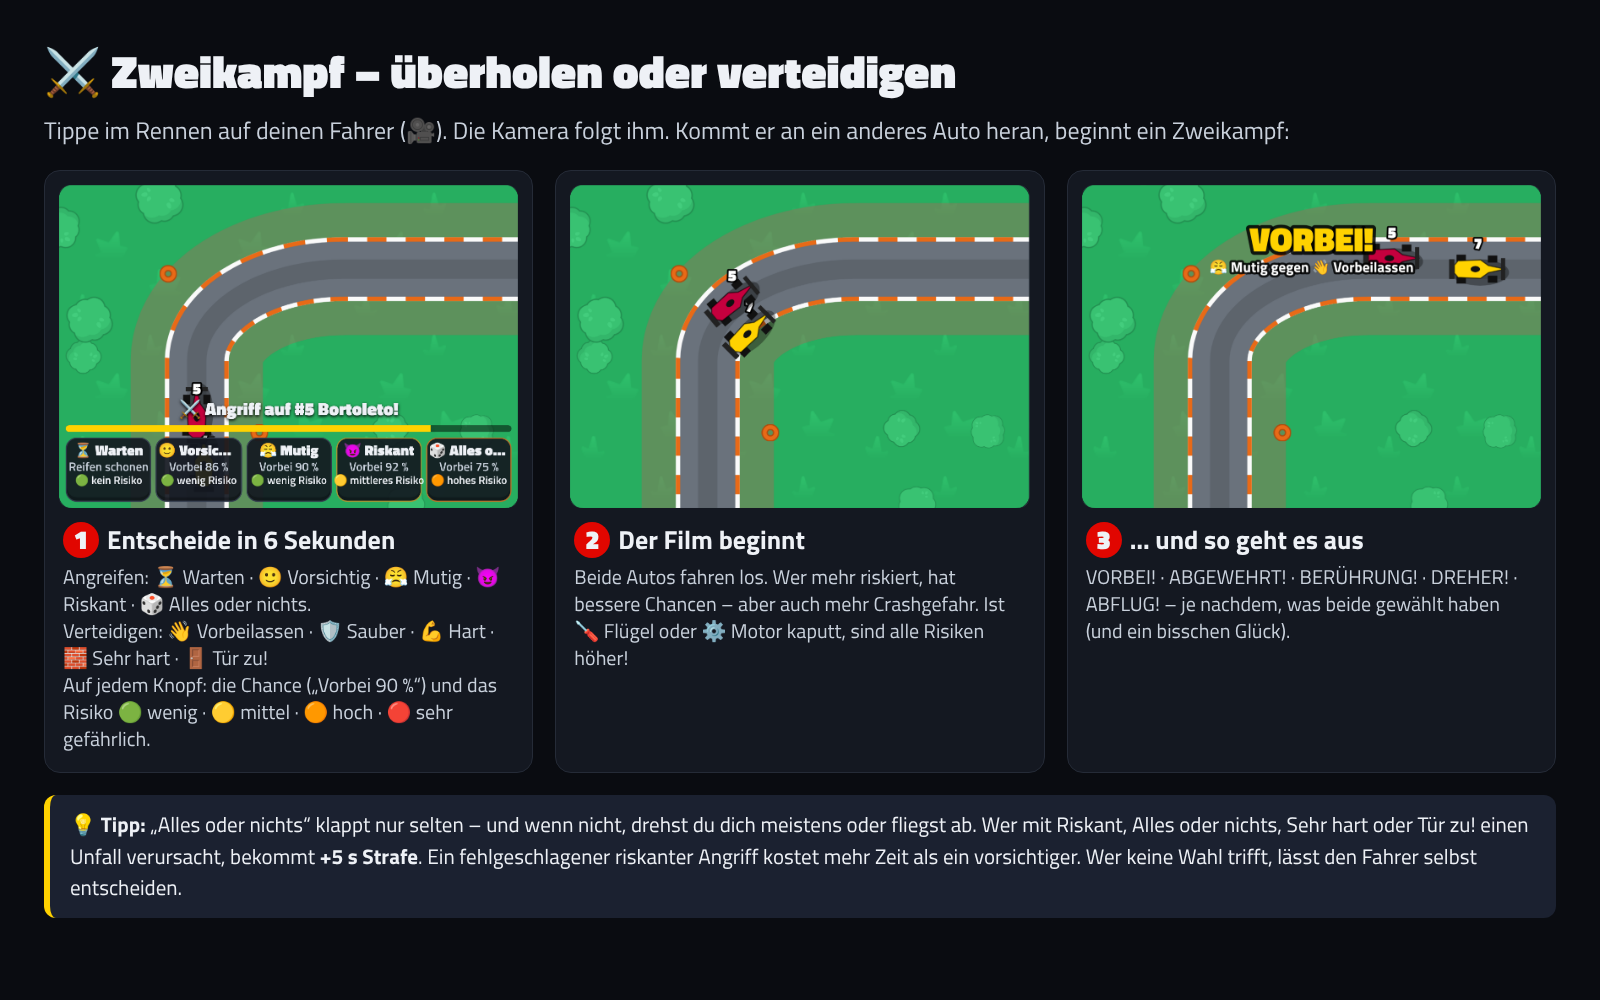 ⚔️ Zweikampf – überholen oder verteidigen
Tippe im Rennen auf deinen Fahrer (🎥). Die Kamera folgt ihm. Kommt er an ein anderes Auto heran, beginnt ein Zweikampf:
5
⚔️ Angriff auf #5 Bortoleto!
⏳ Warten
Reifen schonen
🟢 kein Risiko
🙂 Vorsic...
Vorbei 86 %
🟢 wenig Risiko
😤 Mutig
Vorbei 90 %
🟢 wenig Risiko
😈 Riskant
Vorbei 92 %
🟡 mittleres Risiko
🎲 Alles o...
Vorbei 75 %
🟠 hohes Risiko
1 Entscheide in 6 Sekunden
Angreifen: ⏳ Warten · 🙂 Vorsichtig · 😤 Mutig · 😈
Riskant · 🎲 Alles oder nichts.
Verteidigen: 👋 Vorbeilassen · 🛡️ Sauber · 💪 Hart ·
🧱 Sehr hart · 🚪 Tür zu!
Auf jedem Knopf: die Chance („Vorbei 90 %“) und das
Risiko 🟢 wenig · 🟡 mittel · 🟠 hoch · 🔴 sehr
gefährlich.
5
2 Der Film beginnt
Beide Autos fahren los. Wer mehr riskiert, hat
bessere Chancen – aber auch mehr Crashgefahr. Ist
🪛 Flügel oder ⚙️ Motor kaputt, sind alle Risiken
höher!
VORBEI!
5
7
😤 Mutig gegen 👋 Vorbeilassen
3 … und so geht es aus
VORBEI! · ABGEWEHRT! · BERÜHRUNG! · DREHER! ·
ABFLUG! – je nachdem, was beide gewählt haben
(und ein bisschen Glück).
💡 Tipp: „Alles oder nichts“ klappt nur selten – und wenn nicht, drehst du dich meistens oder fliegst ab. Wer mit Riskant, Alles oder nichts, Sehr hart oder Tür zu! einen
Unfall verursacht, bekommt +5 s Strafe. Ein fehlgeschlagener riskanter Angriff kostet mehr Zeit als ein vorsichtiger. Wer keine Wahl trifft, lässt den Fahrer selbst
entscheiden.